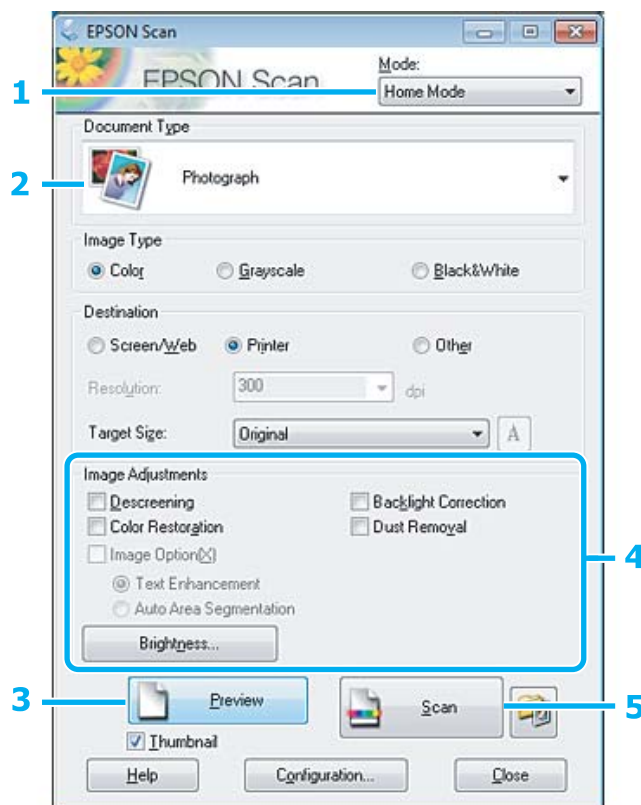 EPSON Scan
EPSON Scan
Mode:
1
Home Mode
Document Type
2
Photograph
Image Type
Color Grayscale Black&White
Destination
Screen/Web Printer Other
Resolution: 300 dpi
Target Size: Original A
Image Adjustments
Descreening Backlight Correction
Color Restoration Dust Removal
4
Image Option(X)
Text Enhancement
Auto Area Segmentation
Brightness...
3 Preview Scan 5
Thumbnail
Help Configuration... Close